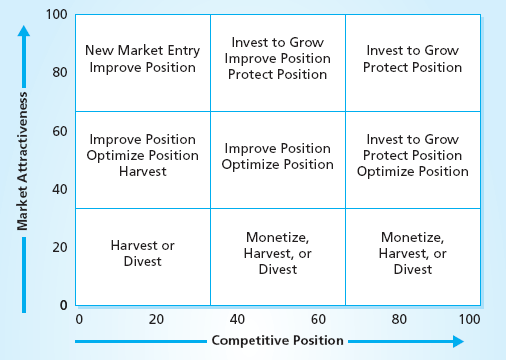 Market Attractiveness
100
80
60
40
20
0
New Market Entry
Improve Position
Invest to Grow
Improve Position
Protect Position
Invest to Grow
Protect Position
Improve Position
Optimize Position
Harvest
Improve Position
Optimize Position
Invest to Grow
Protect Position
Optimize Position
Harvest or
Divest
Monetize,
Harvest, or
Divest
Monetize,
Harvest, or
Divest
0 20 40 60 80 100
Competitive Position